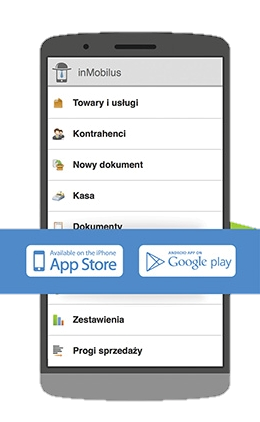 inMobilus
Towary i usługi
Kontrahenci
Nowy dokument
Kasa
Dokumenty
Available on the iPhone
App Store
ANDROID APP ON
Google play
Zestawienia
Progi sprzedaży